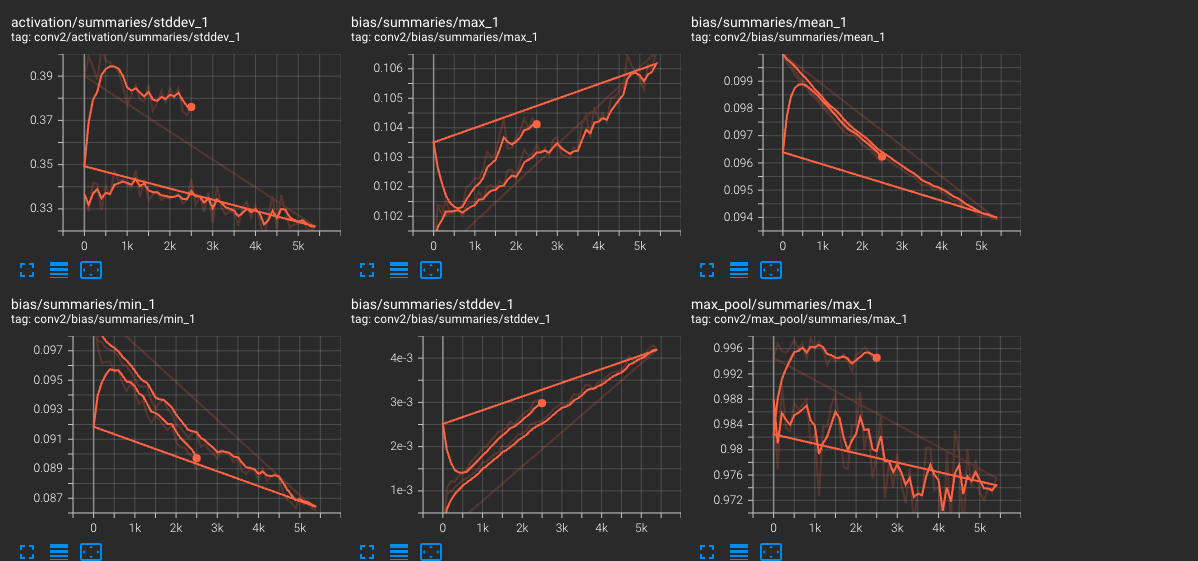 activation/summaries/stddev_1
tag: conv2/activation/summaries/stddev_1
0.39
0.37
0.35
0.33
0 1k 2k 3k 4k 5k
bias/summaries/max_1
tag: conv2/bias/summaries/max_1
0.106
0.105
0.104
0.103
0.102
0.102
0 1k 2k 3k 4k 5k
bias/summaries/mean_1
tag: conv2/bias/summaries/mean_1
0.099
0.098
0.097
0.096
0.095
0.094
0 1k 2k 3k 4k 5k
bias/summaries/min_1
tag: conv2/bias/summaries/min_1
0.097
0.095
0.093
0.091
0.089
0.087
0 1k 2k 3k 4k 5k
bias/summaries/stddev_1
tag: conv2/bias/summaries/stddev_1
4e-3
3e-3
2e-3
1e-3
0 1k 2k 3k 4k 5k
max_pool/summaries/max_1
tag: conv2/max_pool/summaries/max_1
0.996
0.992
0.988
0.984
0.98
0.976
0.972
0 1k 2k 3k 4k 5k